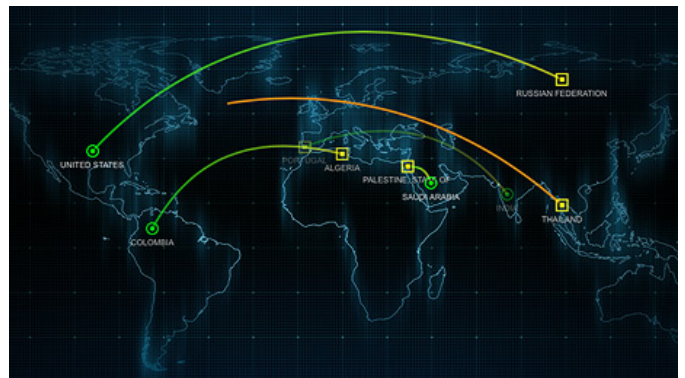 RUSSIAN FEDERATION
UNITED STATES
PORTUGAL
ALGERIA
PALESTINE, STATE OF
SAUDI ARABIA
INDIA
THAILAND
COLOMBIA